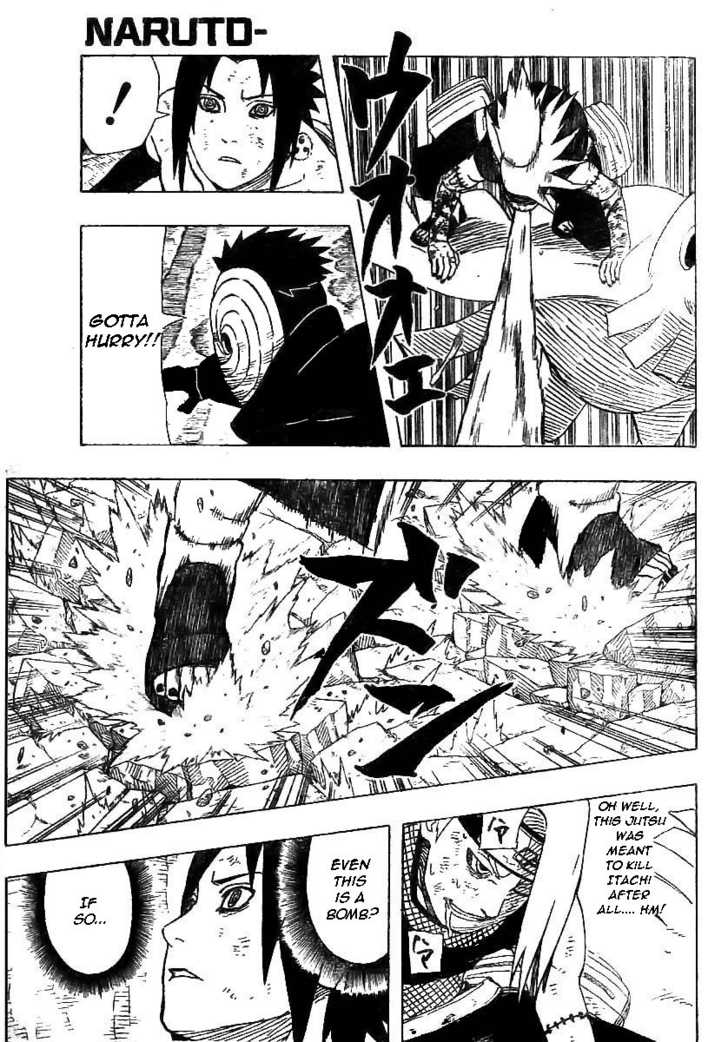 NARUTO-
ウオオオエ
!
GOTTA
HURRY!!
ズン
OH WELL,
THIS JUTSU
WAS
MEANT
TO KILL
ITACHI
AFTER
ALL.... HM!
EVEN
THIS
IS A
BOMB?
IF
SO...